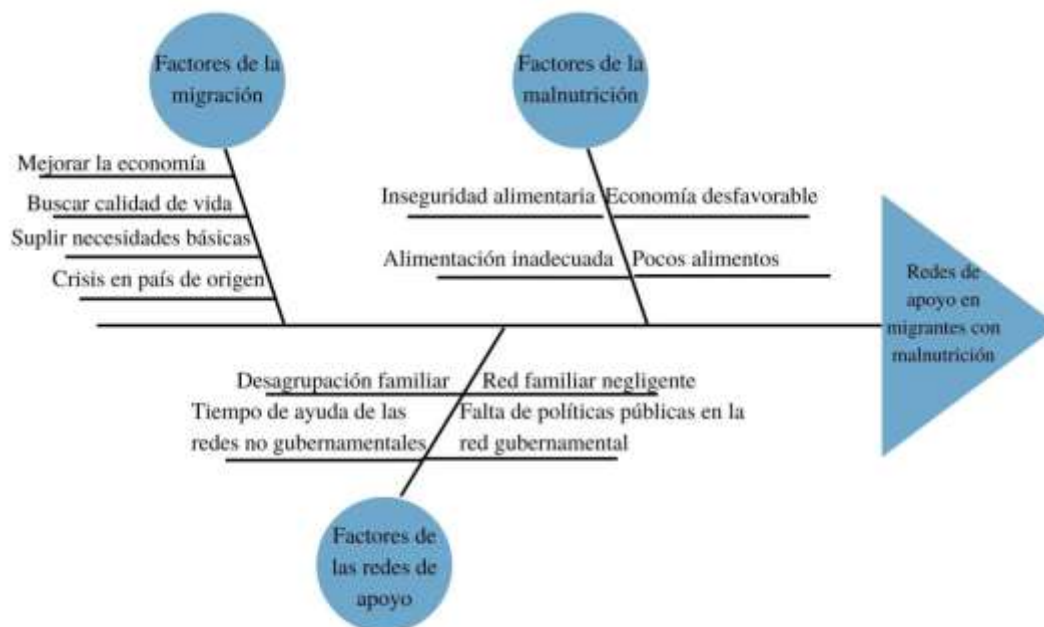 Factores de la
migración
Factores de la
malnutrición
Mejorar la economía
Buscar calidad de vida
Suplir necesidades básicas
Crisis en país de origen
Inseguridad alimentaria
Economía desfavorable
Alimentación inadecuada
Pocos alimentos
Redes de
apoyo en
migrantes con
malnutrición
Desagrupación familiar
Red familiar negligente
Tiempo de ayuda de las
redes no gubernamentales
Falta de políticas públicas en la
red gubernamental
Factores de
las redes de
apoyo